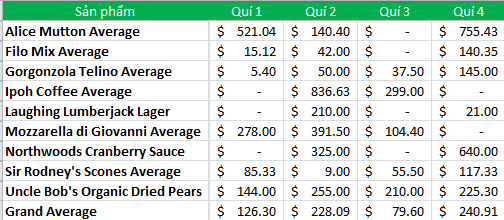 Sản phẩm Quí 1 Quí 2 Quí 3 Quí 4
Alice Mutton Average $ 521.04 $ 140.40 $ - $ 755.43
Filo Mix Average $ 15.12 $ 42.00 $ - $ 140.35
Gorgonzola Telino Average $ 5.40 $ 50.00 $ 37.50 $ 145.00
Ipoh Coffee Average $ - $ 836.63 $ 299.00 $ -
Laughing Lumberjack Lager $ - $ 210.00 $ - $ 21.00
Mozzarella di Giovanni Average $ 278.00 $ 391.50 $ 104.40 $ -
Northwoods Cranberry Sauce $ - $ 325.00 $ - $ 640.00
Sir Rodney's Scones Average $ 85.33 $ 9.00 $ 55.50 $ 117.33
Uncle Bob's Organic Dried Pears $ 144.00 $ 255.00 $ 210.00 $ 225.30
Grand Average $ 126.30 $ 228.09 $ 79.60 $ 240.91